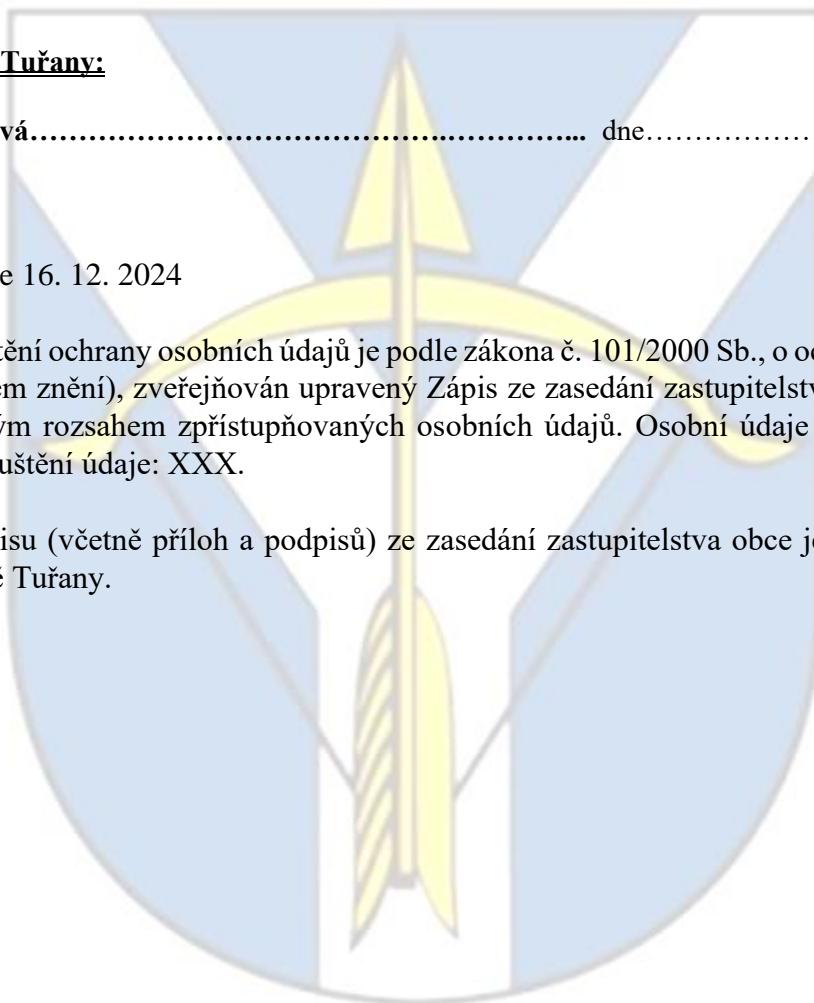 Tuřany:
vá……………………………………….…………... dne……………
e 16. 12. 2024
tění ochrany osobních údajů je podle zákona č. 101/2000 Sb., o oc
em znění), zveřejňován upravený Zápis ze zasedání zastupitelstv
ým rozsahem zpřístupňovaných osobních údajů. Osobní údaje
uštění údaje: XXX.
isu (včetně příloh a podpisů) ze zasedání zastupitelstva obce je
ě Tuřany.